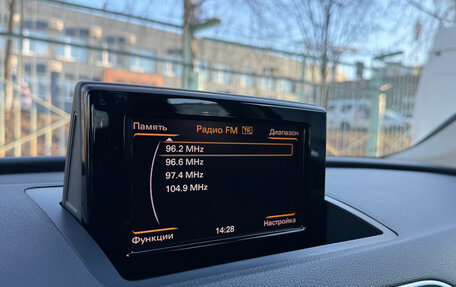 Память
Радио FM TP
Диапазон
96.2 MHz
96.6 MHz
97.4 MHz
104.9 MHz
Функции
14:28
Настройка